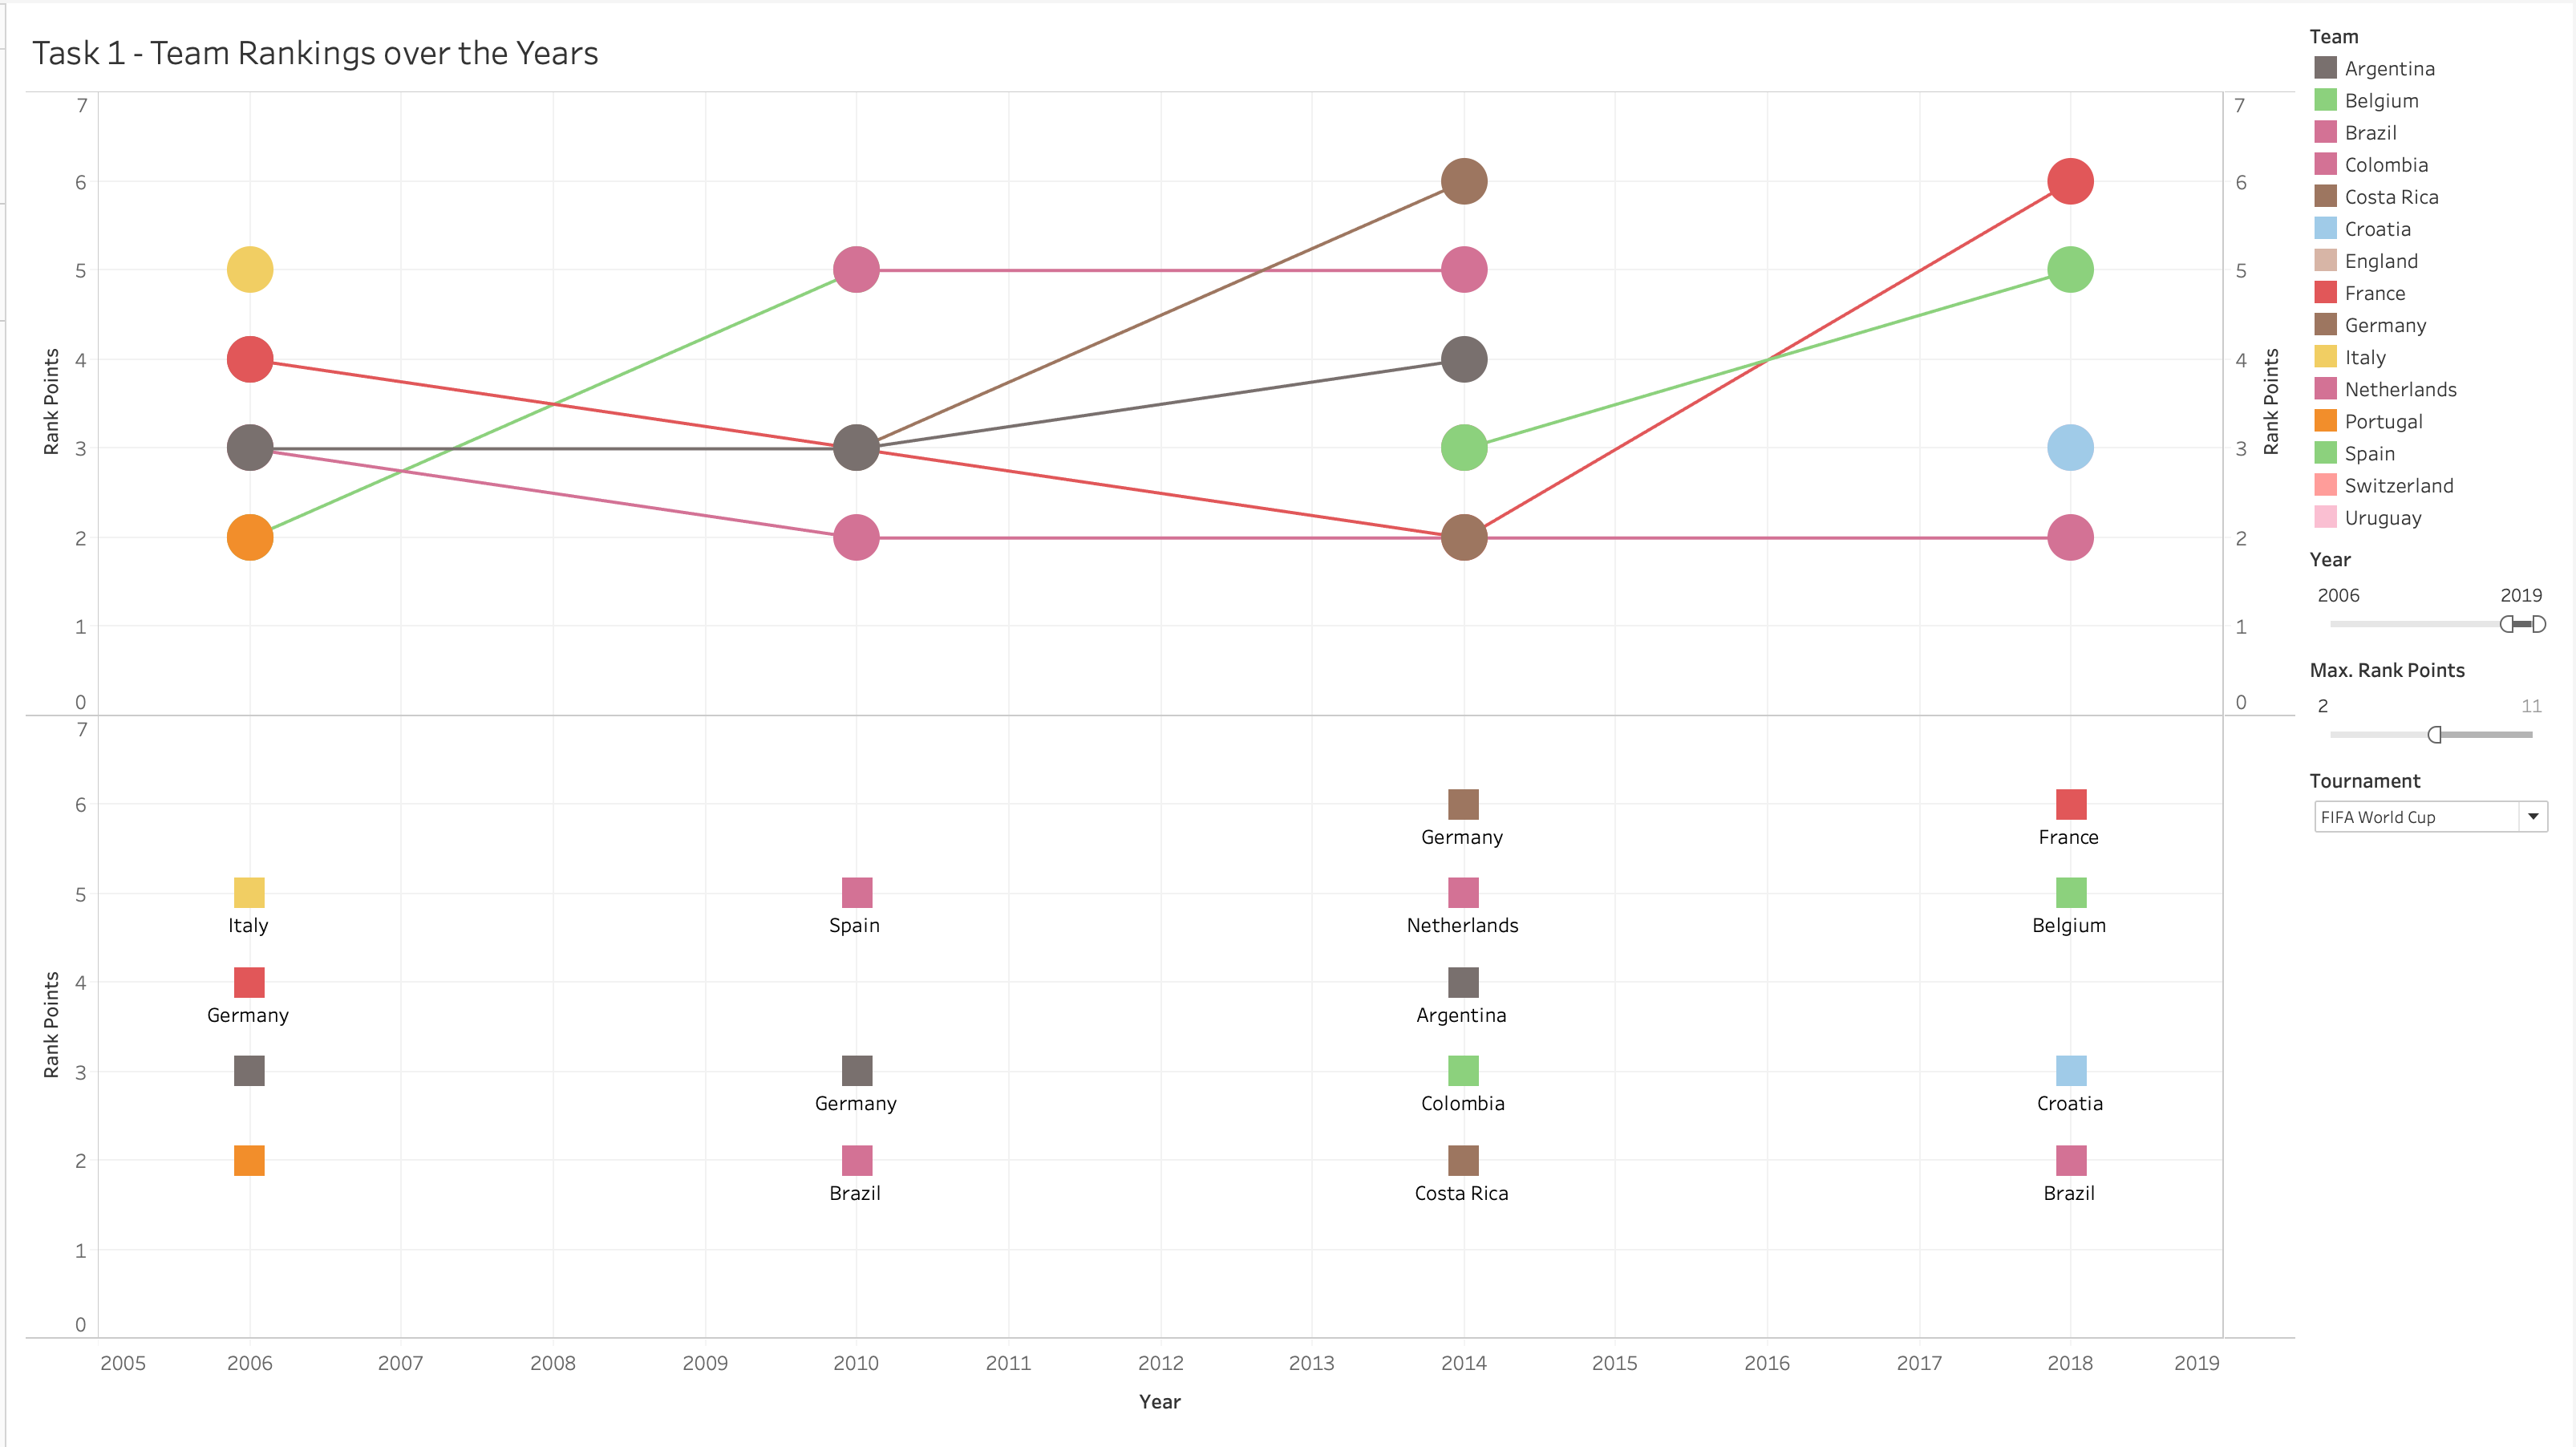 Task 1 - Team Rankings over the Years
7
6
5
4
3
2
1
0
Rank Points
7
6
5
4
3
2
1
0
Rank Points
7
6
5
4
3
2
1
0
Rank Points
Germany
France
Italy
Spain
Netherlands
Belgium
Germany
Argentina
Germany
Colombia
Croatia
Brazil
Costa Rica
Brazil
2005 2006 2007 2008 2009 2010 2011 2012 2013 2014 2015 2016 2017 2018 2019
Year
Team
Argentina
Belgium
Brazil
Colombia
Costa Rica
Croatia
England
France
Germany
Italy
Netherlands
Portugal
Spain
Switzerland
Uruguay
Year
2006 2019
Max. Rank Points
2 11
Tournament
FIFA World Cup